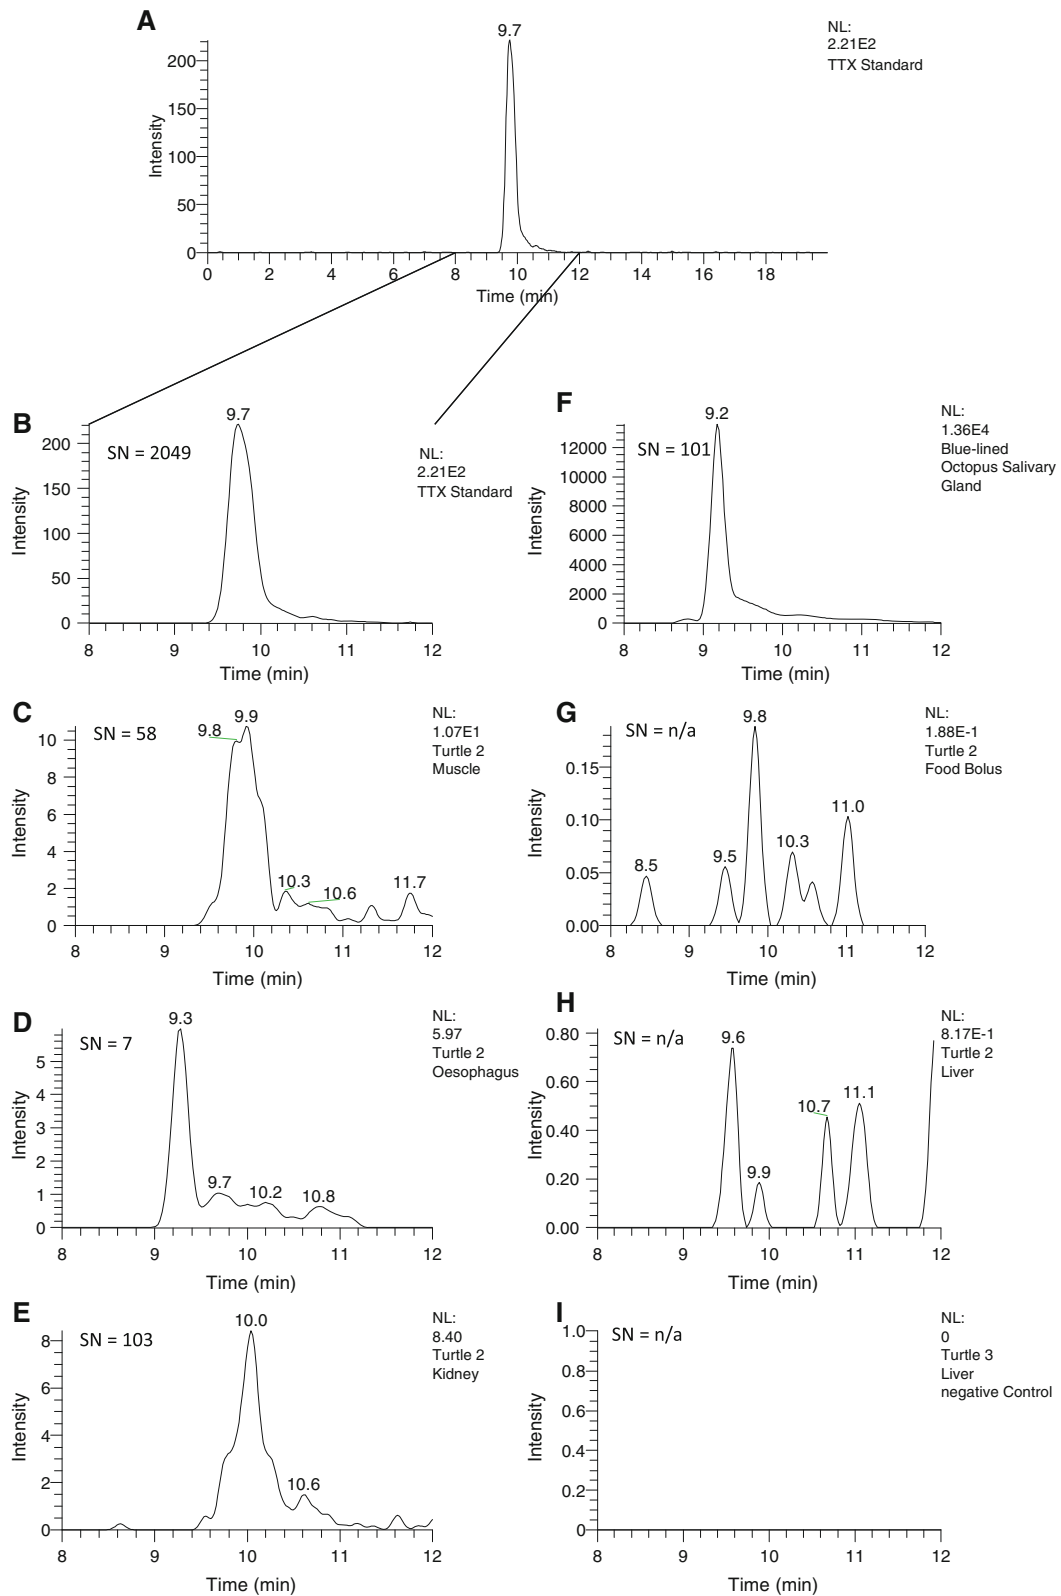 A
9.7
NL:
2.21E2
TTX Standard
Intensity
200
150
100
50
0
0 2 4 6 8 10 12 14 16 18
Time (min)
B
9.7
SN = 2049
NL:
2.21E2
TTX Standard
Intensity
200
150
100
50
0
8 9 10 11 12
Time (min)
F
9.2
SN = 101
NL:
1.36E4
Blue-lined
Octopus Salivary
Gland
Intensity
12000
10000
8000
6000
4000
2000
0
8 9 10 11 12
Time (min)
C
9.8 9.9
SN = 58
NL:
1.07E1
Turtle 2
Muscle
Intensity
10
8
6
4
2
0
10.3 10.6 11.7
8 9 10 11 12
Time (min)
G
9.8
SN = n/a
NL:
1.88E-1
Turtle 2
Food Bolus
Intensity
0.15
0.10
0.05
0.00
8.5 9.5 10.3 11.0
8 9 10 11 12
Time (min)
D
9.3
SN = 7
NL:
5.97
Turtle 2
Oesophagus
Intensity
5
4
3
2
1
0
9.7 10.2 10.8
8 9 10 11 12
Time (min)
H
9.6
SN = n/a
NL:
8.17E-1
Turtle 2
Liver
Intensity
0.80
0.60
0.40
0.20
0.00
9.9 10.7 11.1
8 9 10 11 12
Time (min)
E
10.0
SN = 103
NL:
8.40
Turtle 2
Kidney
Intensity
8
6
4
2
0
10.6
8 9 10 11 12
Time (min)
I
SN = n/a
NL:
0
Turtle 3
Liver
negative Control
Intensity
1.0
0.8
0.6
0.4
0.2
0
8 9 10 11 12
Time (min)